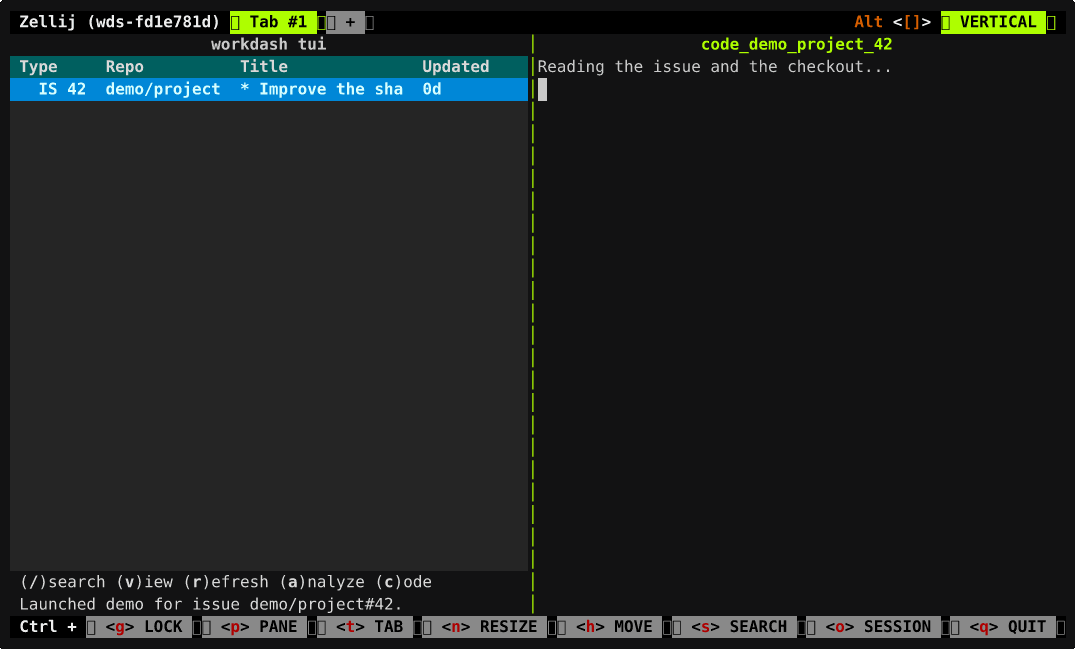 Zellij (wds-fd1e781d) Tab #1 + Alt <[]> VERTICAL
workdash tui
Type Repo Title Updated
IS 42 demo/project * Improve the sha 0d
(/)search (v)iew (r)efresh (a)nalyze (c)ode
Launched demo for issue demo/project#42.
code_demo_project_42
Reading the issue and the checkout...
Ctrl + <g> LOCK <p> PANE <t> TAB <n> RESIZE <h> MOVE <s> SEARCH <o> SESSION <q> QUIT